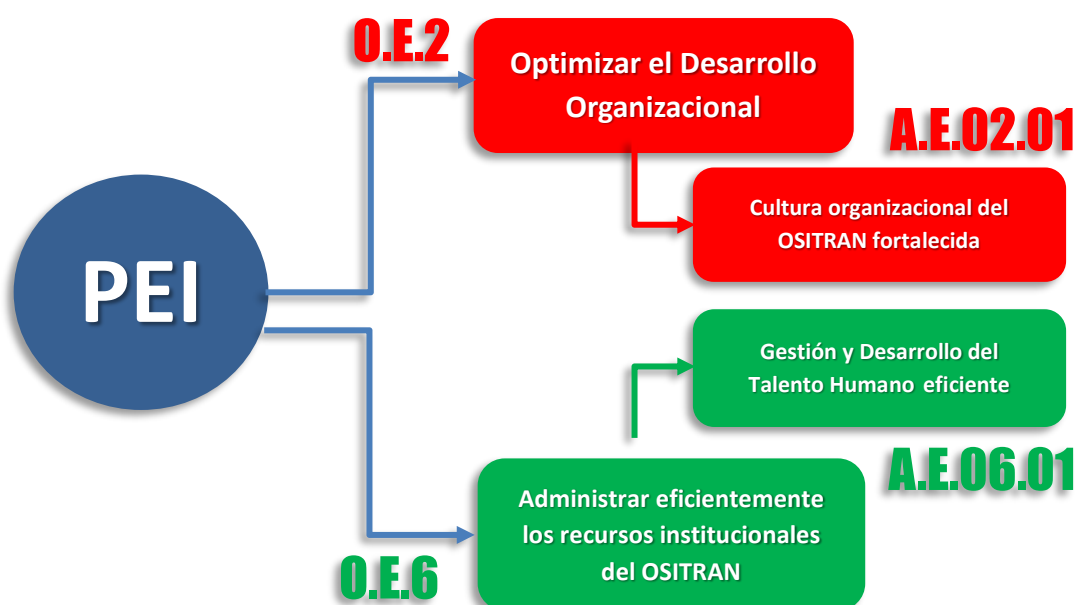 O.E.2
Optimizar el Desarrollo
Organizacional
A.E.02.01
Cultura organizacional del
OSITRAN fortalecida
PEI
Gestión y Desarrollo del
Talento Humano eficiente
A.E.06.01
Administrar eficientemente
los recursos institucionales
del OSITRAN
O.E.6